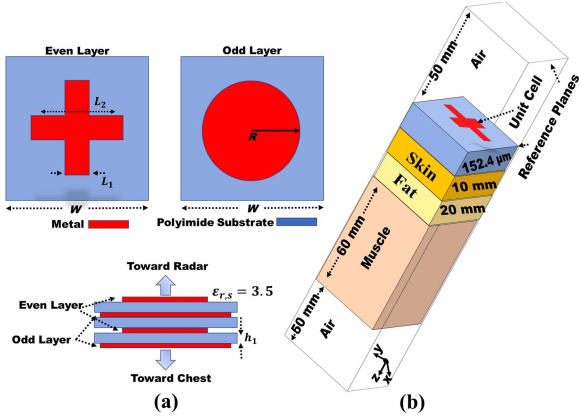 Even Layer
Odd Layer
L₂
R
L₁
W
W
Metal
Polyimide Substrate
Toward Radar
εr,s = 3.5
Even Layer
Odd Layer
h₁
Toward Chest
(a)
50 mm
Air
Unit Cell
Reference Planes
Skin
152.4 μm
Fat
10 mm
20 mm
60 mm
Muscle
50 mm
Air
y
z
x
(b)